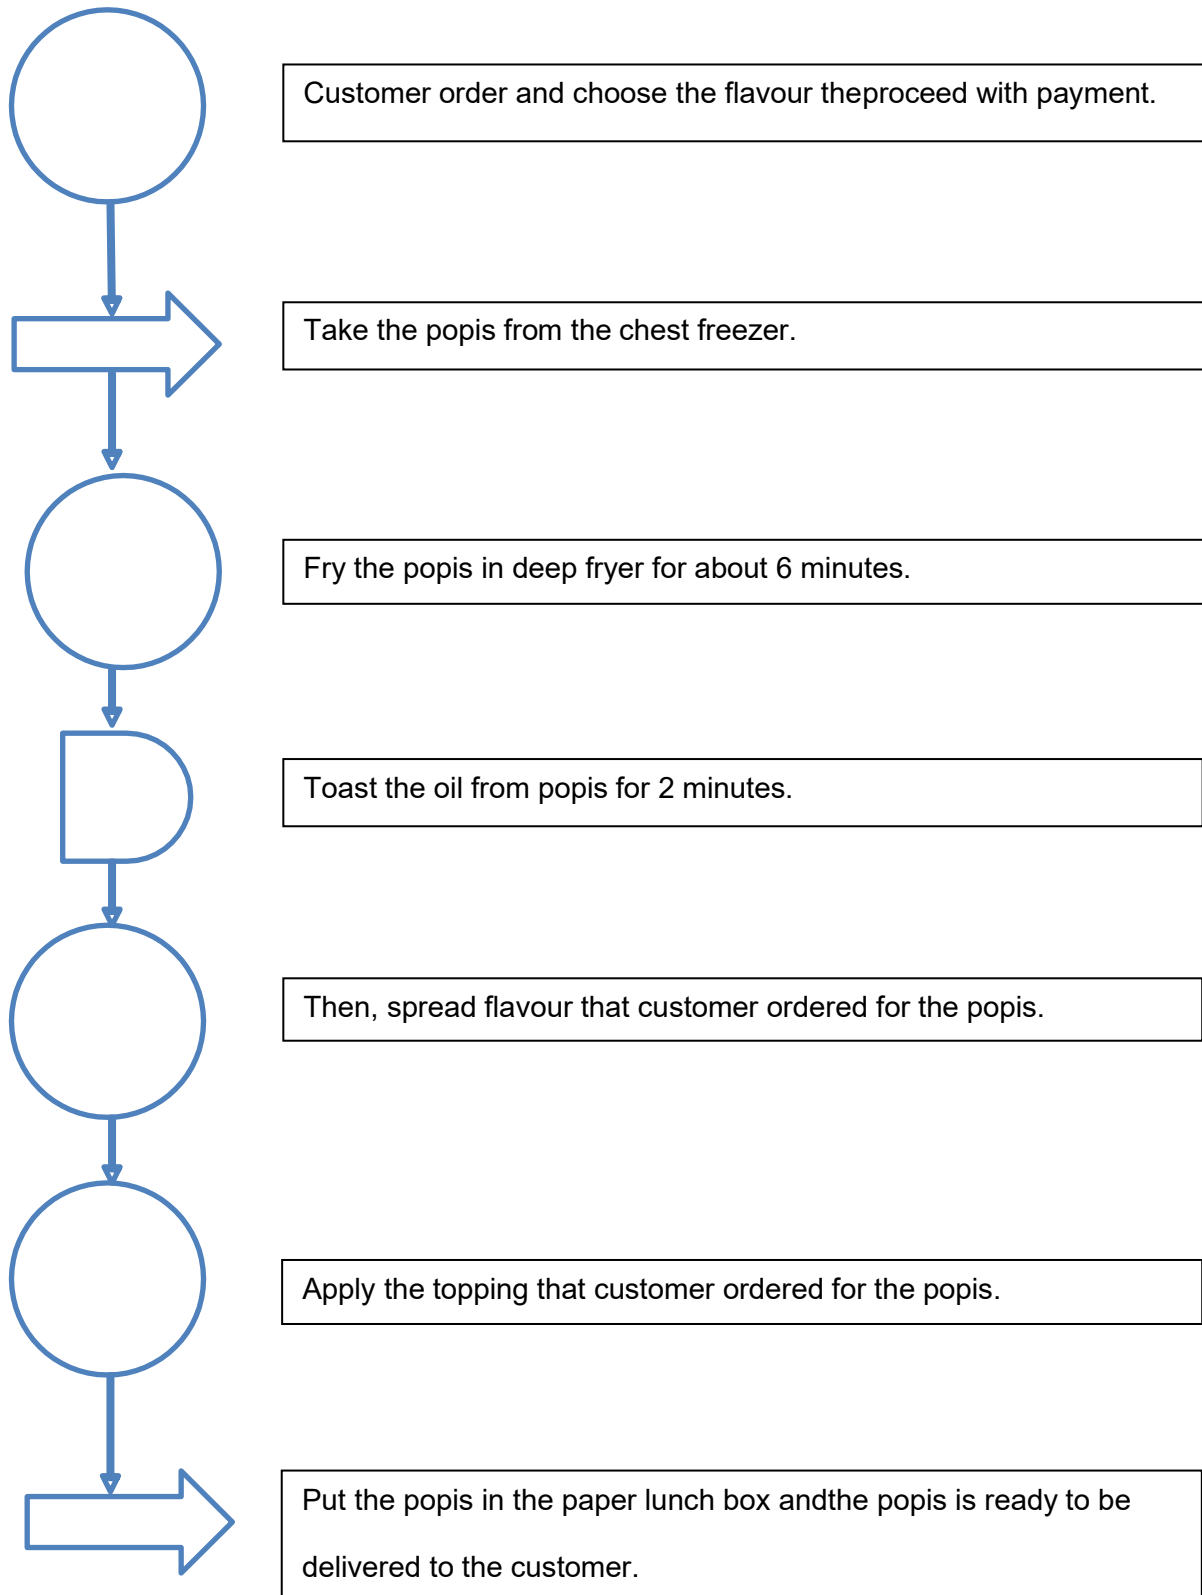 Customer order and choose the flavour theproceed with payment.
Take the popis from the chest freezer.
Fry the popis in deep fryer for about 6 minutes.
Toast the oil from popis for 2 minutes.
Then, spread flavour that customer ordered for the popis.
Apply the topping that customer ordered for the popis.
Put the popis in the paper lunch box andthe popis is ready to be
delivered to the customer.